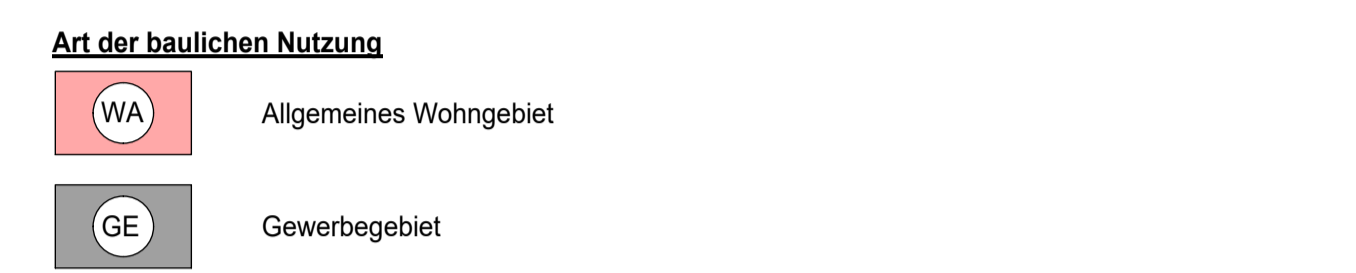 Art der baulichen Nutzung
WA Allgemeines Wohngebiet
GE Gewerbegebiet